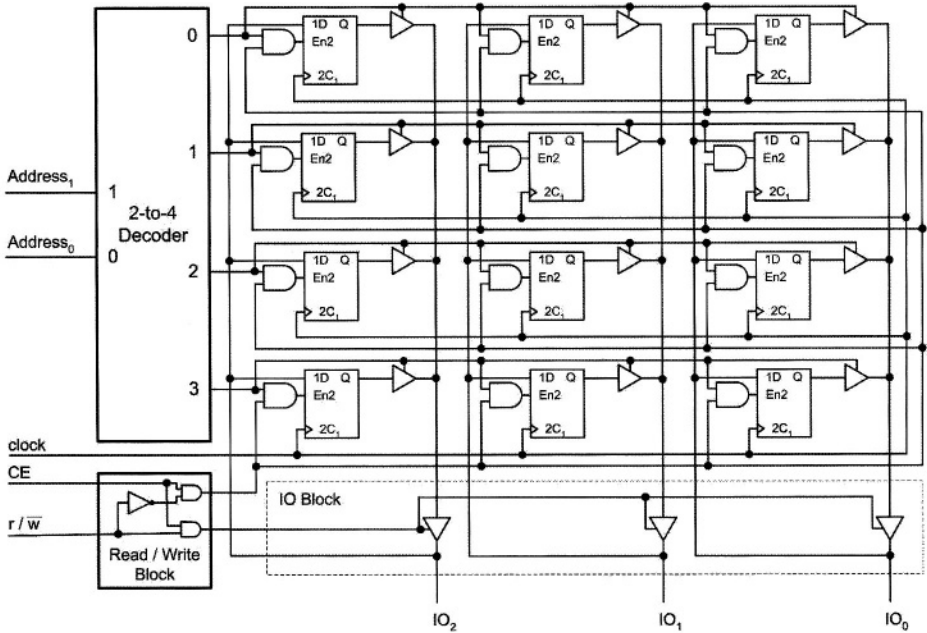 0
1D Q 1D Q 1D Q
En2 En2 En2
2C1 2C1 2C1
1
1D Q 1D Q 1D Q
En2 En2 En2
2C1 2C1 2C1
Address1
1
2-to-4
Decoder
Address0
0
2
1D Q 1D Q 1D Q
En2 En2 En2
2C1 2C1 2C1
3
1D Q 1D Q 1D Q
En2 En2 En2
2C1 2C1 2C1
clock
CE
r / w̅
Read / Write
Block
IO Block
IO2 IO1 IO0